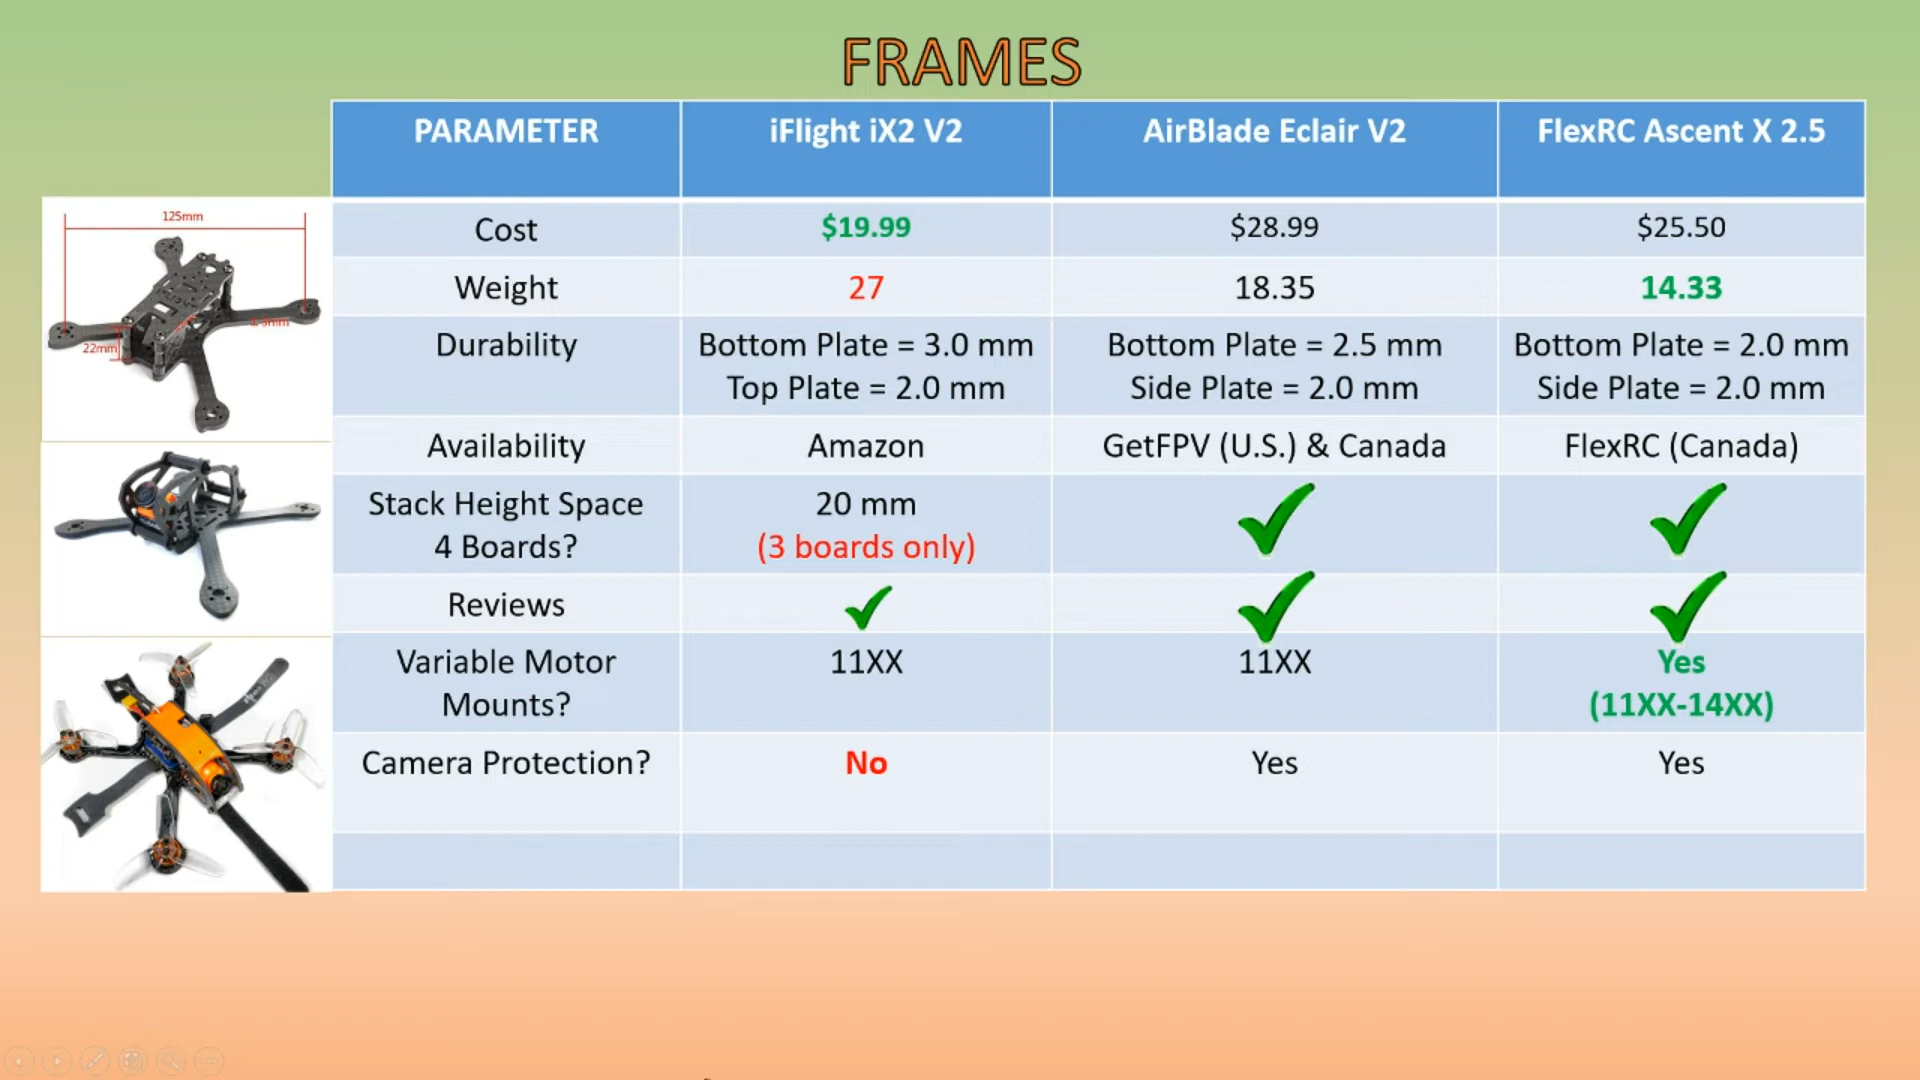 FRAMES
PARAMETER
iFlight iX2 V2
AirBlade Eclair V2
FlexRC Ascent X 2.5
Cost
$19.99
$28.99
$25.50
Weight
27
18.35
14.33
Durability
Bottom Plate = 3.0 mm
Top Plate = 2.0 mm
Bottom Plate = 2.5 mm
Side Plate = 2.0 mm
Bottom Plate = 2.0 mm
Side Plate = 2.0 mm
Availability
Amazon
GetFPV (U.S.) & Canada
FlexRC (Canada)
Stack Height Space
4 Boards?
20 mm
(3 boards only)
Reviews
Variable Motor
Mounts?
11XX
11XX
Yes
(11XX-14XX)
Camera Protection?
No
Yes
Yes
125mm
22mm